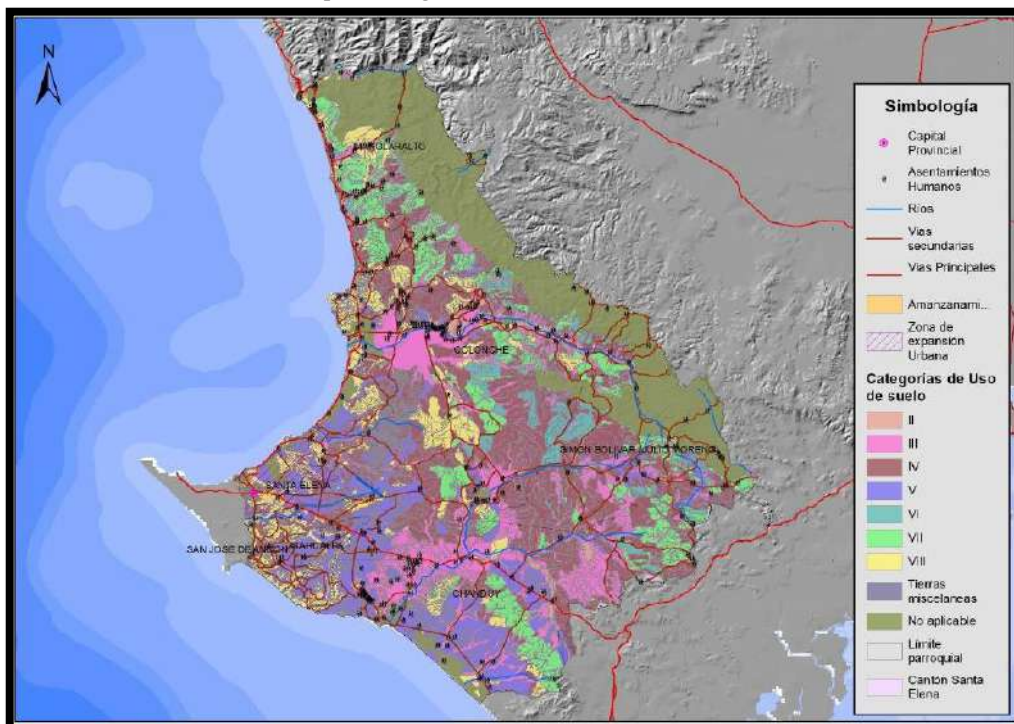 N
MANGLARALTO
COLONCHE
SIMON BOLIVAR JULIO MORENO
SANTA ELENA
SAN JOSE DE ANCON
CHANDUY
Simbología
Capital
Provincial
Asentamientos
Humanos
Ríos
Vías
secundarias
Vías Principales
Amanzanami...
Zona de
expansión
Urbana
Categorías de Uso
de suelo
II
III
IV
V
VI
VII
VIII
Tierras
miscelaneas
No aplicable
Límite
parroquial
Cantón Santa
Elena